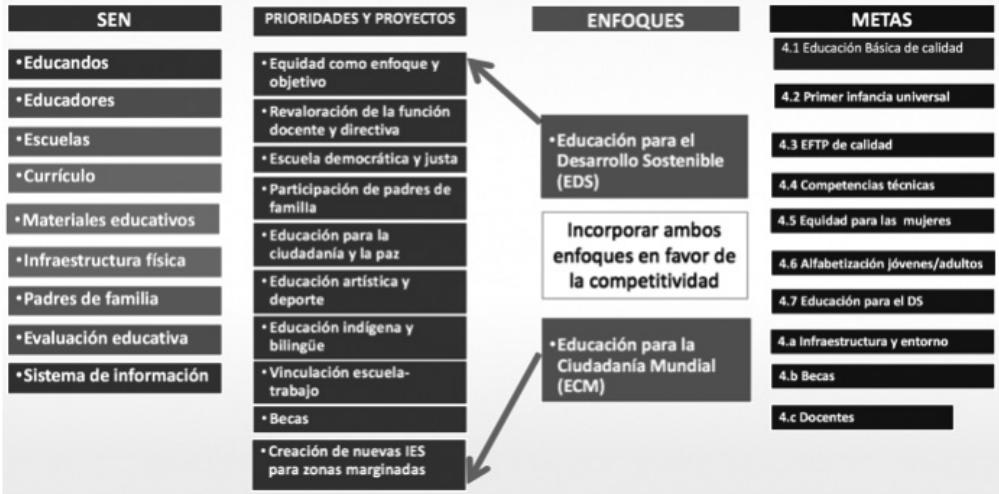 SEN
•Educandos
•Educadores
•Escuelas
•Currículo
•Materiales educativos
•Infraestructura física
•Padres de familia
•Evaluación educativa
•Sistema de información
PRIORIDADES Y PROYECTOS
•Equidad como enfoque y
objetivo
•Revaloración de la función
docente y directiva
•Escuela democrática y justa
•Participación de padres de
familia
•Educación para la
ciudadanía y la paz
•Educación artística y
deporte
•Educación indígena y
bilingüe
•Vinculación escuela-
trabajo
•Becas
•Creación de nuevas IES
para zonas marginadas
ENFOQUES
•Educación para el
Desarrollo Sostenible
(EDS)
Incorporar ambos
enfoques en favor de
la competitividad
•Educación para la
Ciudadanía Mundial
(ECM)
METAS
4.1 Educación Básica de calidad
4.2 Primer infancia universal
4.3 EFTP de calidad
4.4 Competencias técnicas
4.5 Equidad para las mujeres
4.6 Alfabetización jóvenes/adultos
4.7 Educación para el DS
4.a Infraestructura y entorno
4.b Becas
4.c Docentes